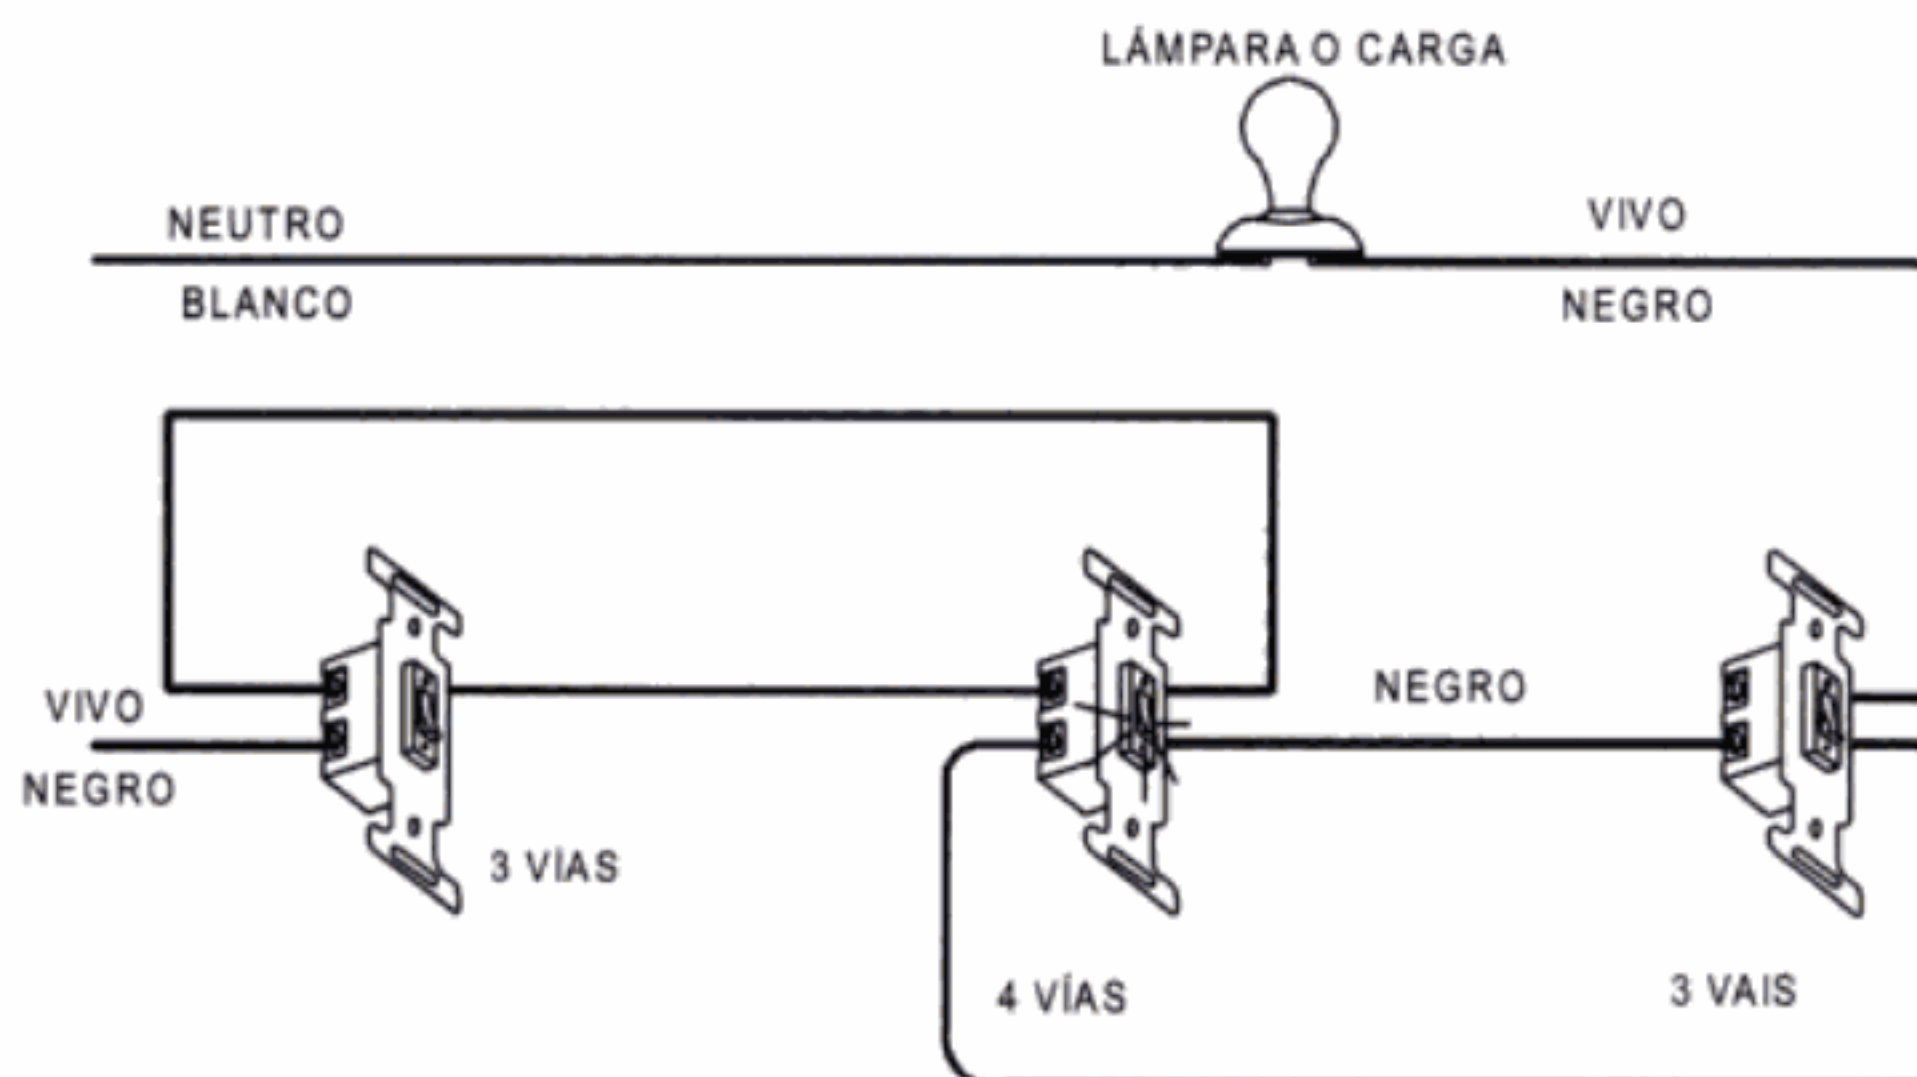 LÁMPARA O CARGA
NEUTRO
VIVO
BLANCO
NEGRO
NEGRO
VIVO
NEGRO
3 VÍAS
4 VÍAS
3 VAIS